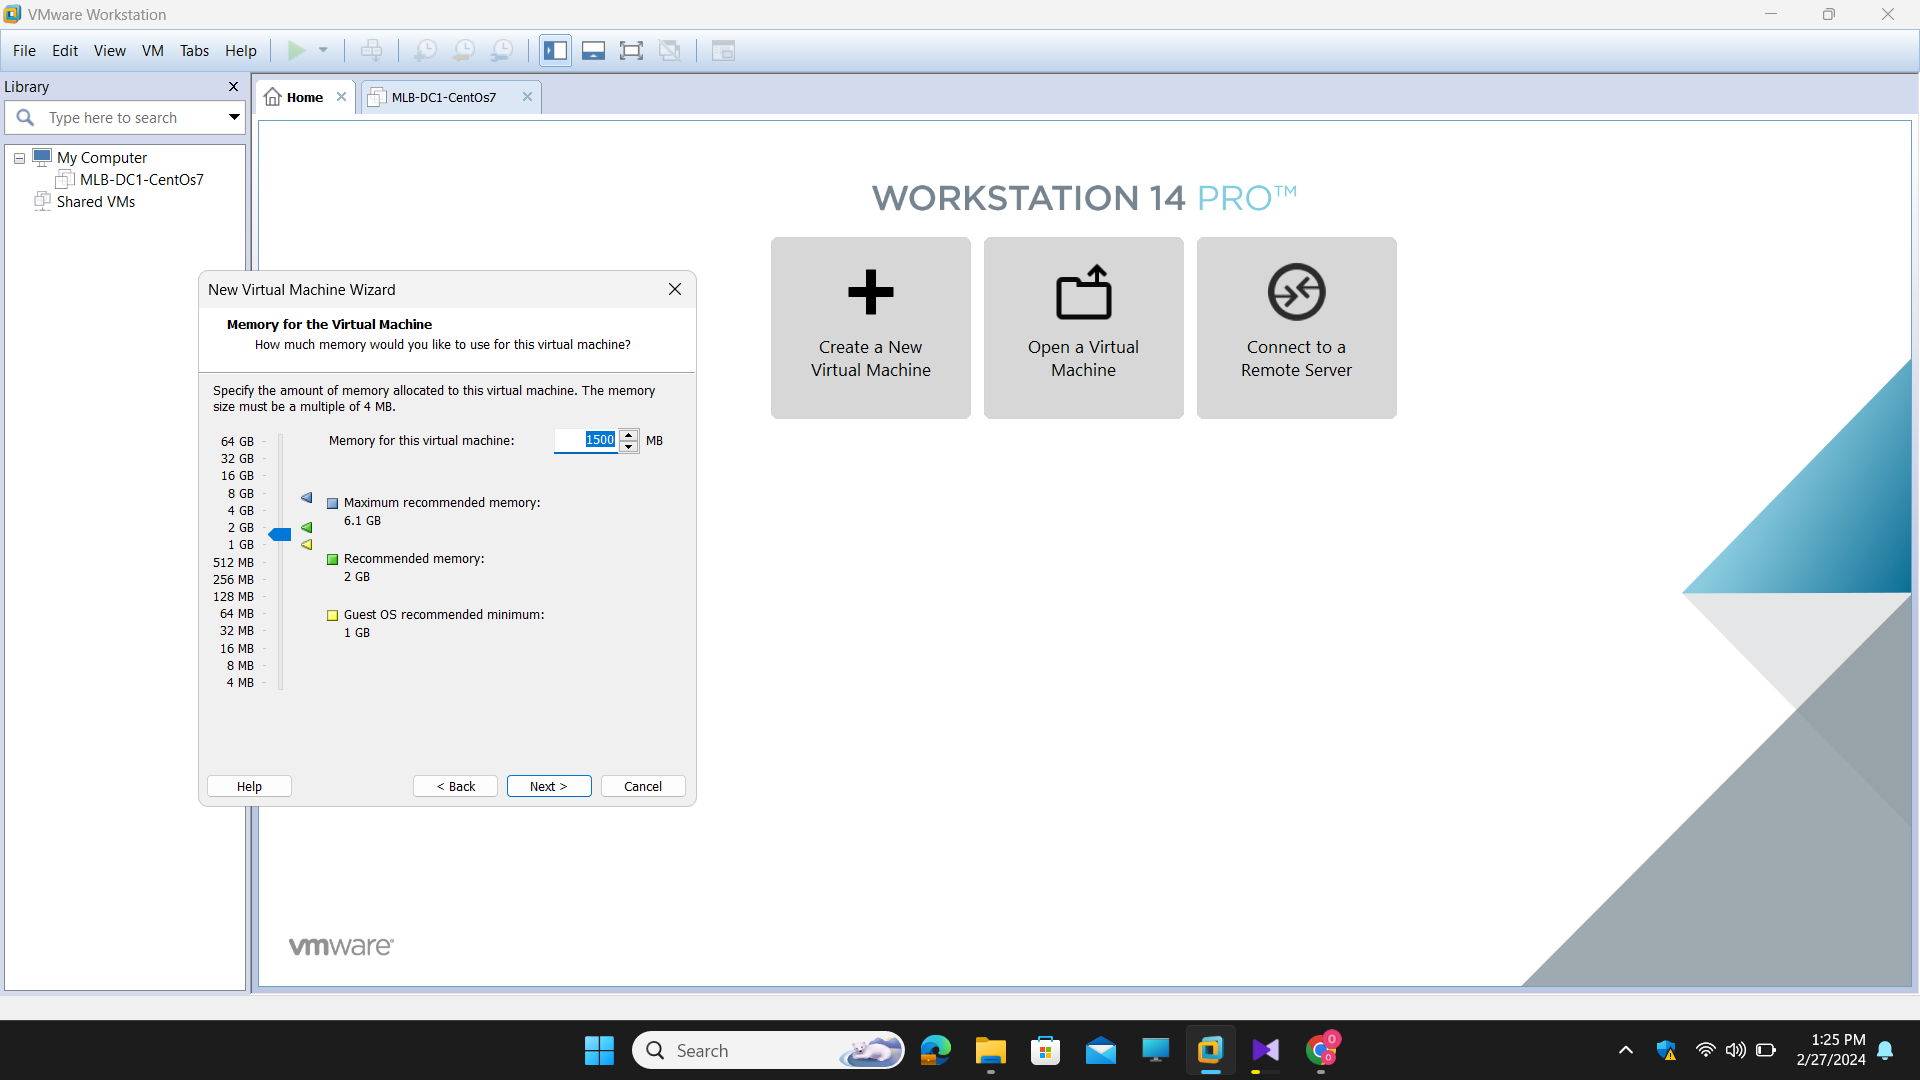 VMware Workstation
File Edit View VM Tabs Help
Library
Type here to search
My Computer
MLB-DC1-CentOs7
Shared VMs
Home
MLB-DC1-CentOs7
WORKSTATION 14 PRO™
Create a New
Virtual Machine
Open a Virtual
Machine
Connect to a
Remote Server
New Virtual Machine Wizard
Memory for the Virtual Machine
How much memory would you like to use for this virtual machine?
Specify the amount of memory allocated to this virtual machine. The memory
size must be a multiple of 4 MB.
Memory for this virtual machine: 1500 MB
64 GB
32 GB
16 GB
8 GB
4 GB
2 GB
1 GB
512 MB
256 MB
128 MB
64 MB
32 MB
16 MB
8 MB
4 MB
Maximum recommended memory:
6.1 GB
Recommended memory:
2 GB
Guest OS recommended minimum:
1 GB
Help
< Back
Next >
Cancel
vmware
Search
0
0
1:25 PM
2/27/2024